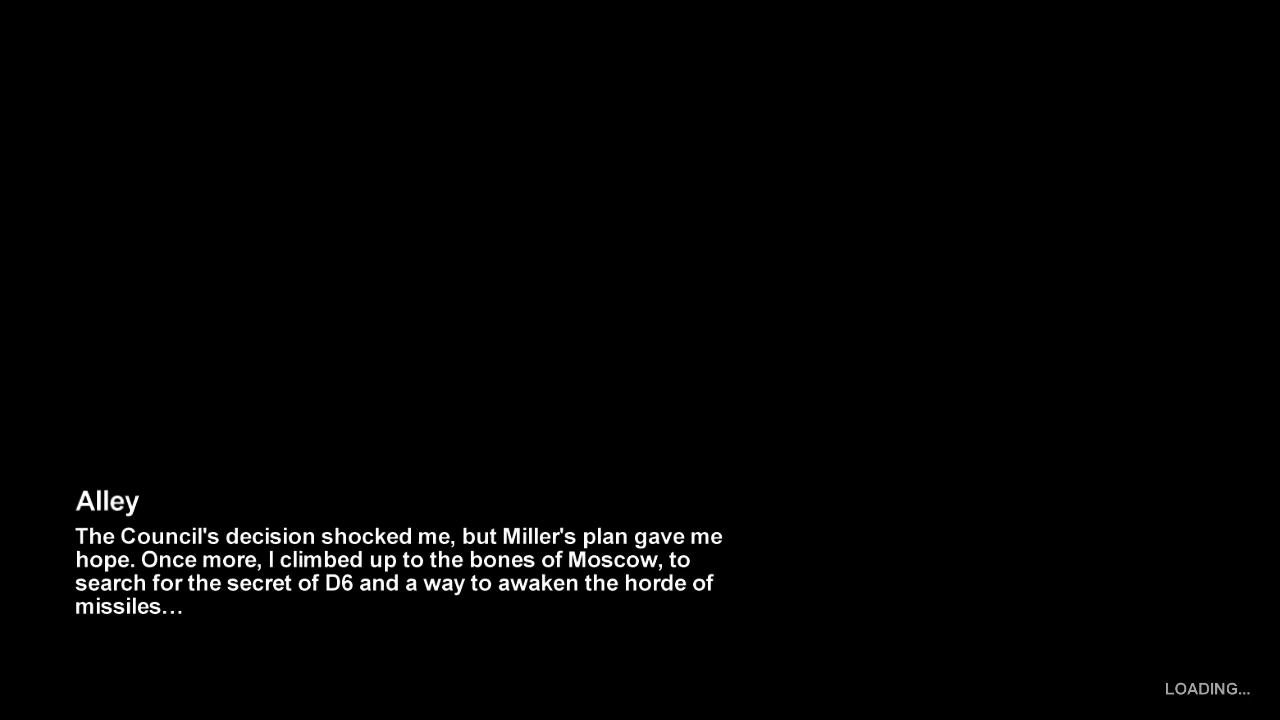 Alley
The Council's decision shocked me, but Miller's plan gave me
hope. Once more, I climbed up to the bones of Moscow, to
search for the secret of D6 and a way to awaken the horde of
missiles…
LOADING...